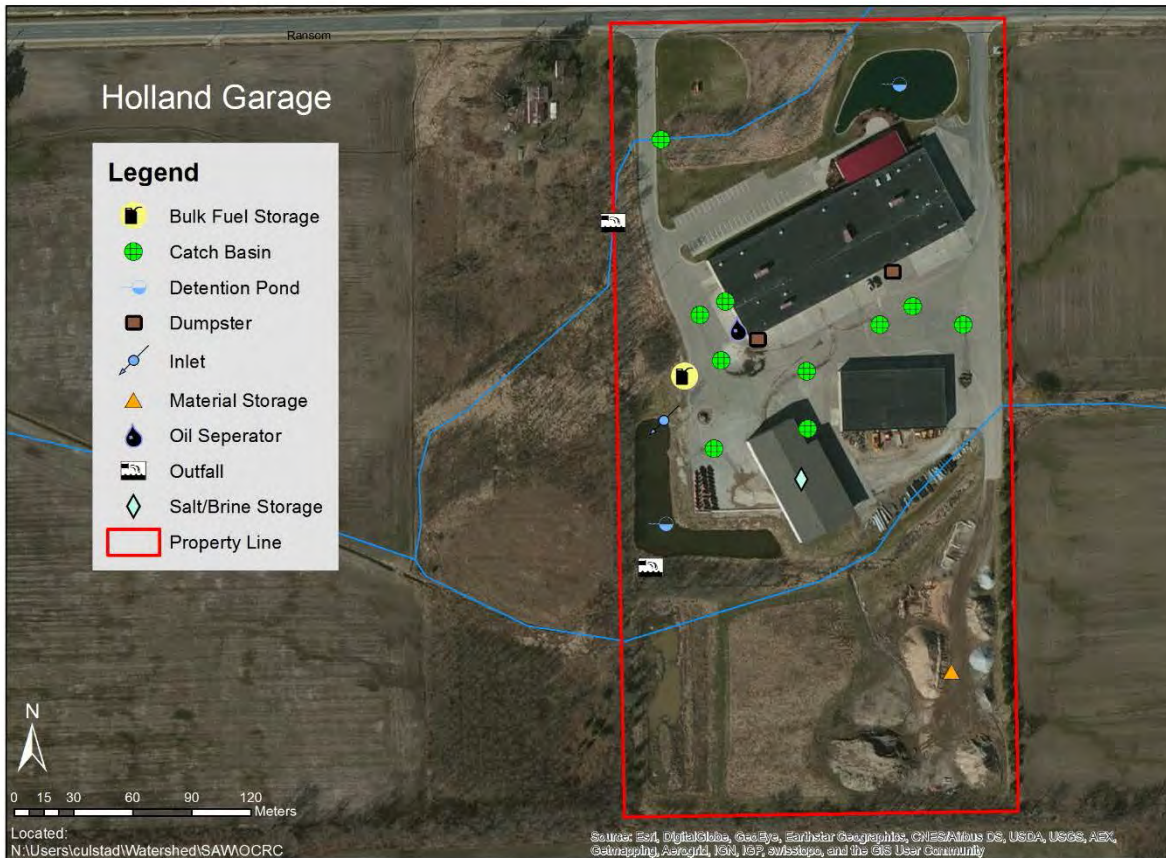 Ransom
Holland Garage
Legend
Bulk Fuel Storage
Catch Basin
Detention Pond
Dumpster
Inlet
Material Storage
Oil Seperator
Outfall
Salt/Brine Storage
Property Line
N
0 15 30 60 90 120
Meters
Located:
N:\Users\culstad\Watershed\SAW\OCRC
Source: Esri, DigitalGlobe, GeoEye, Earthstar Geographics, CNES/Airbus DS, USDA, USGS, AEX,
Getmapping, Aerogrid, IGN, IGP, swisstopo, and the GIS User Community